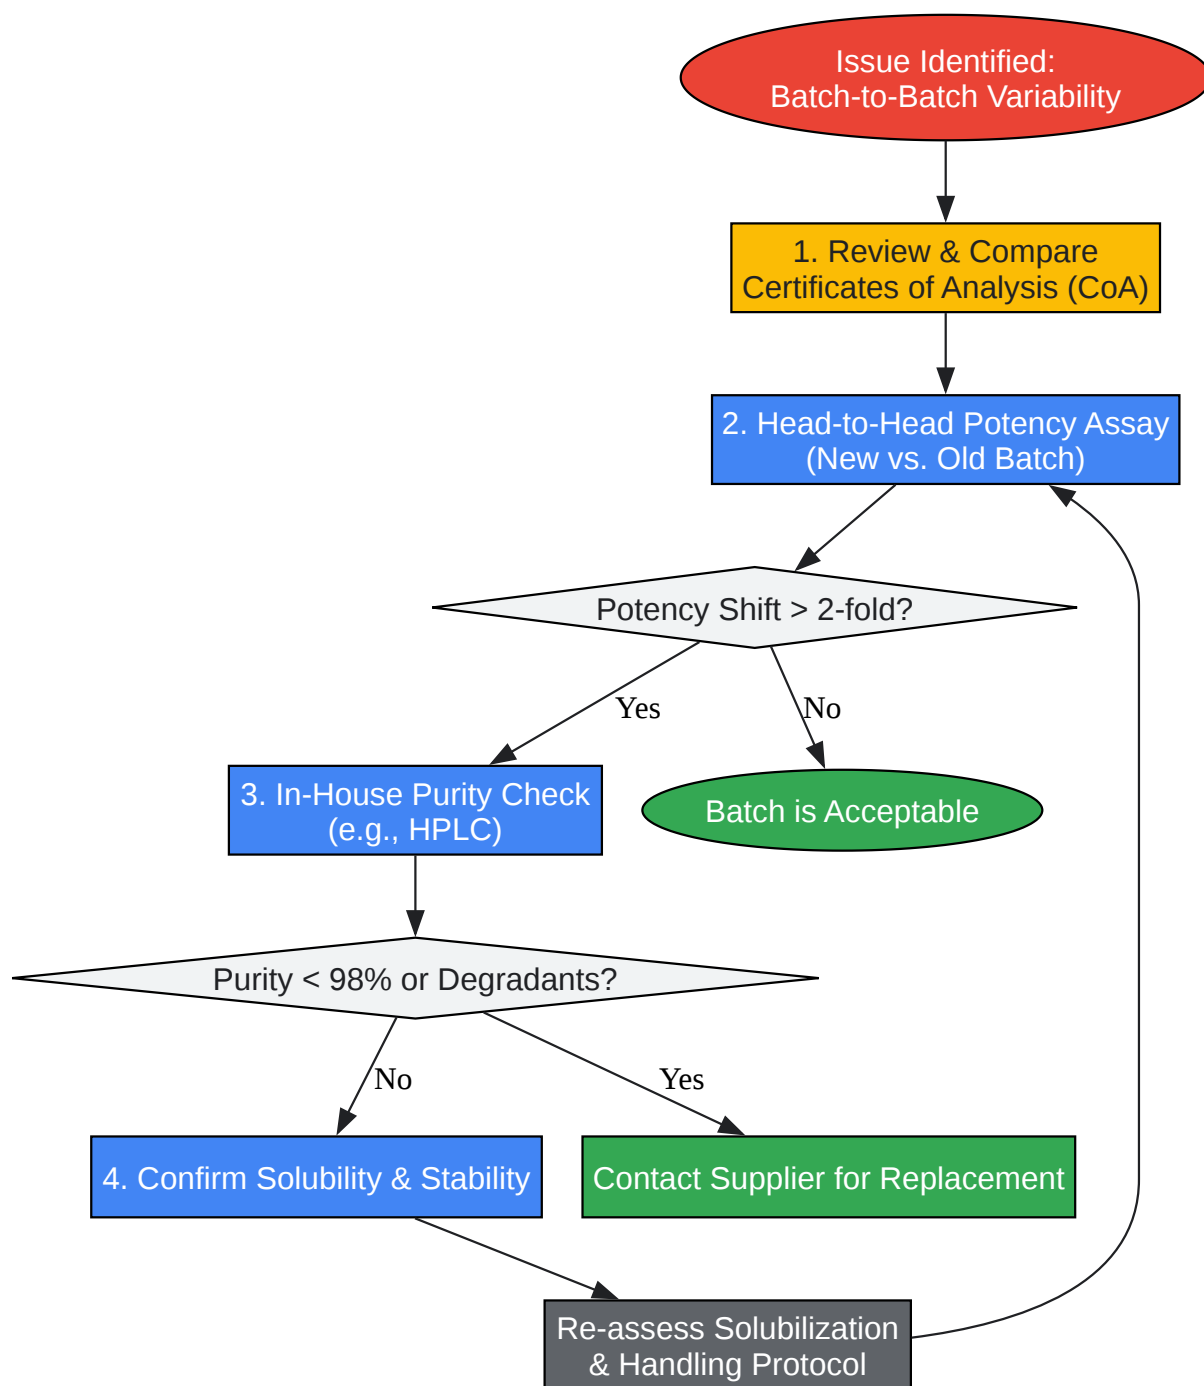 Issue Identified:
Batch-to-Batch Variability
1. Review & Compare
Certificates of Analysis (CoA)
2. Head-to-Head Potency Assay
(New vs. Old Batch)
Potency Shift > 2-fold?
Yes
No
3. In-House Purity Check
(e.g., HPLC)
Batch is Acceptable
Purity < 98% or Degradants?
No
Yes
4. Confirm Solubility & Stability
Contact Supplier for Replacement
Re-assess Solubilization
& Handling Protocol